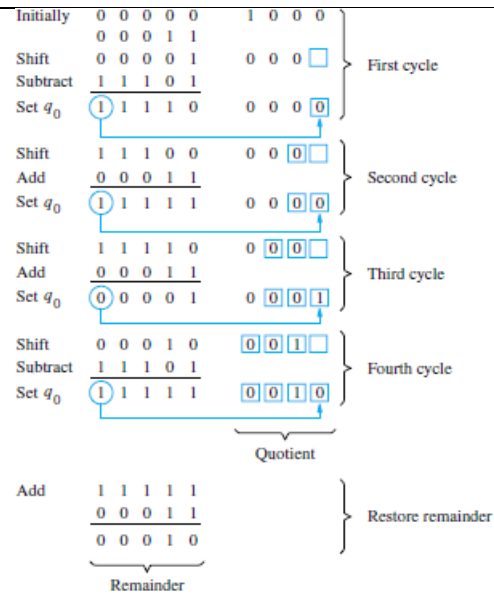 Initially 0 0 0 0 0 1 0 0 0
0 0 0 1 1
Shift 0 0 0 0 1 0 0 0
First cycle
Subtract 1 1 1 0 1
Set q0 1 1 1 1 0 0 0 0 0
Shift 1 1 1 0 0 0 0 0
Add 0 0 0 1 1
Second cycle
Set q0 1 1 1 1 1 0 0 0 0
Shift 1 1 1 1 0 0 0 0
Add 0 0 0 1 1
Third cycle
Set q0 0 0 0 0 1 0 0 0 1
Shift 0 0 0 1 0 0 0 1
Subtract 1 1 1 0 1
Fourth cycle
Set q0 1 1 1 1 1 0 0 1 0
Quotient
Add 1 1 1 1 1
0 0 0 1 1
Restore remainder
0 0 0 1 0
Remainder